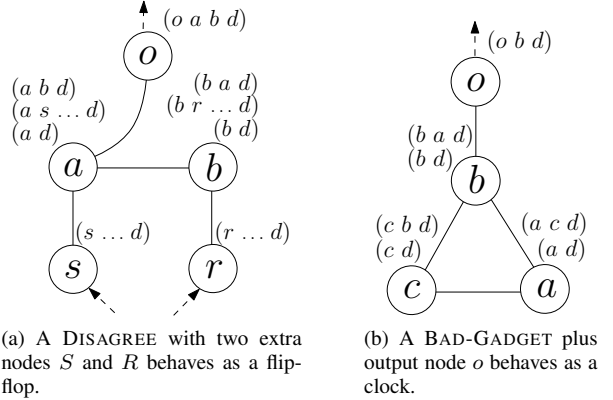 (o a b d)
o
(a b d)
(a s ... d)
(a d)
(b a d)
(b r ... d)
(b d)
a
b
(s ... d)
(r ... d)
s
r
(a) A DISAGREE with two extra
nodes S and R behaves as a flip-
flop.
(o b d)
o
(b a d)
(b d)
b
(c b d)
(c d)
(a c d)
(a d)
c
a
(b) A BAD-GADGET plus
output node o behaves as a
clock.